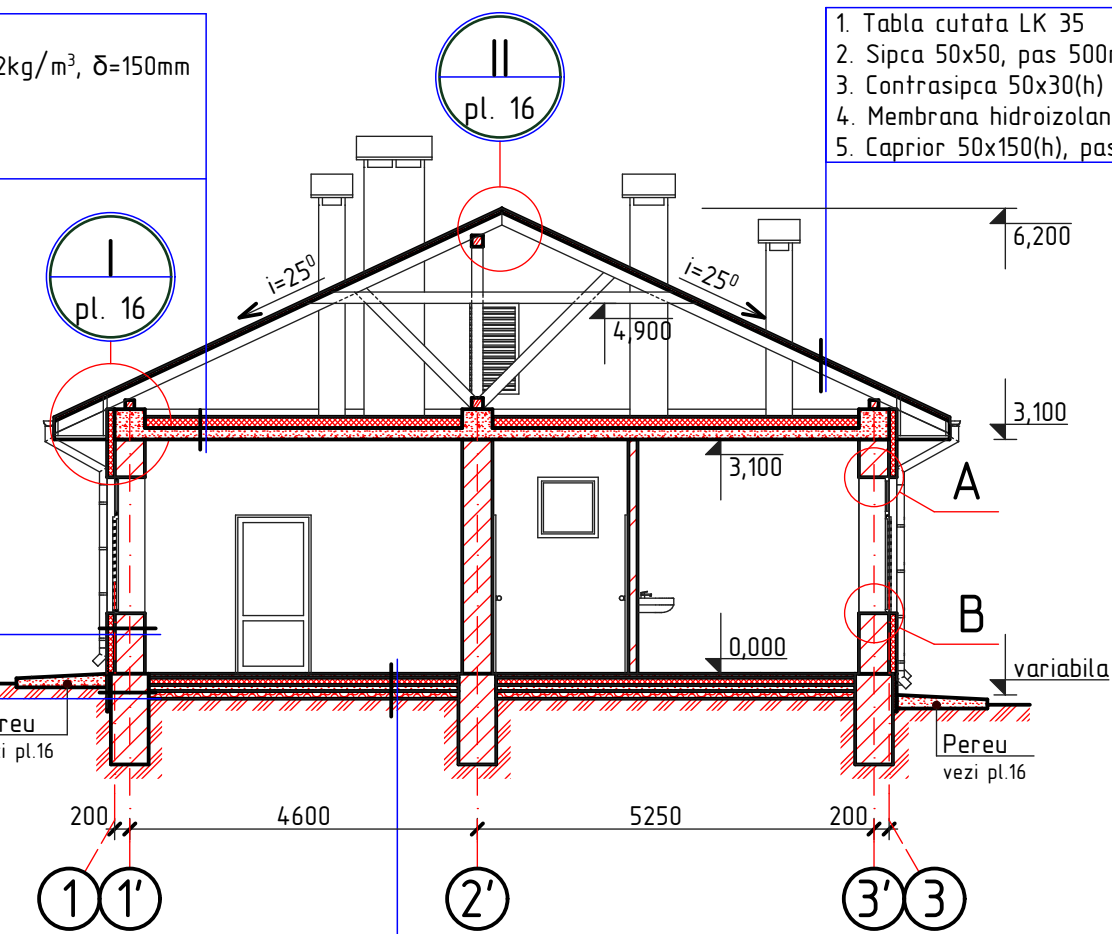 2kg/m³, δ=150mm
II
pl. 16
1. Tabla cutata LK 35
2. Sipca 50x50, pas 500
3. Contrasipca 50x30(h)
4. Membrana hidroizolan
5. Caprior 50x150(h), pas
I
pl. 16
i=25⁰
i=25⁰
6,200
4,900
3,100
3,100
A
B
0,000
variabila
reu
i pl.16
Pereu
vezi pl.16
200
4600
5250
200
1
1'
2'
3'
3